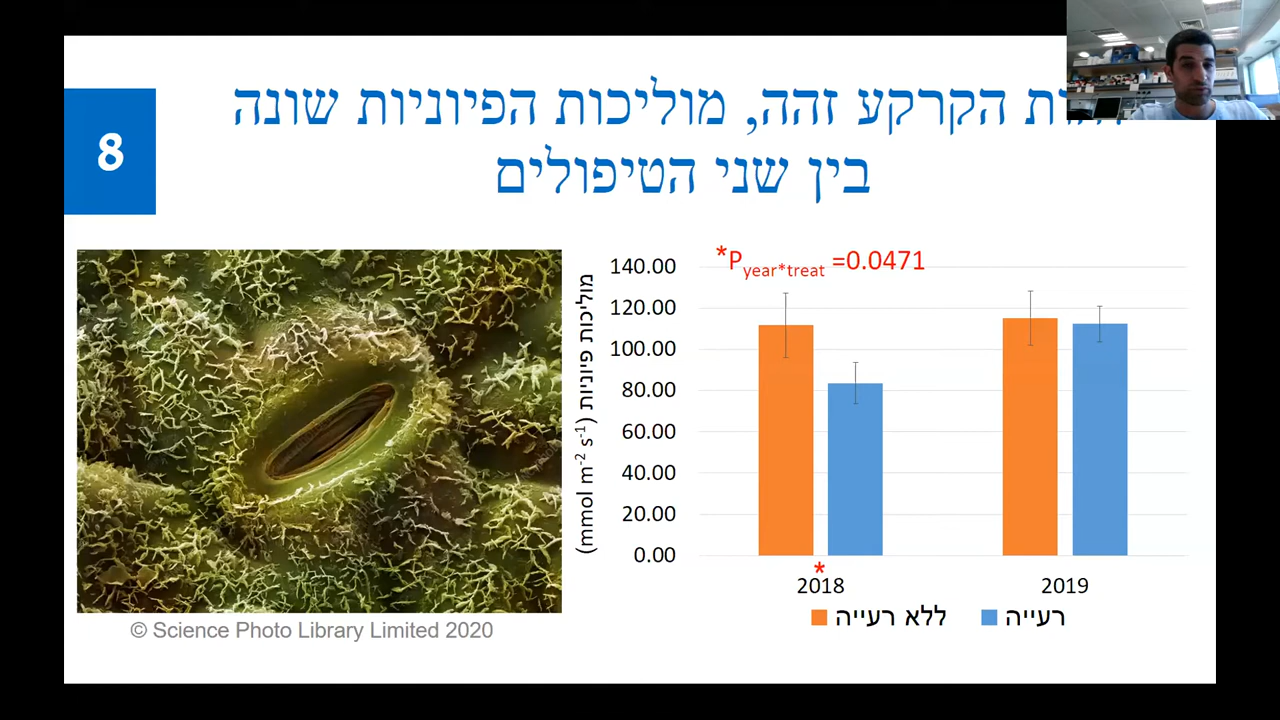 הקרקע זהה, מוליכות הפיוניות שונה
בין שני הטיפולים
8
*Pyear*treat =0.0471
מוליכות פיוניות (mmol m-2 s-1)
140.00
120.00
100.00
80.00
60.00
40.00
20.00
0.00
*
2018 2019
ללא רעייה רעייה
© Science Photo Library Limited 2020